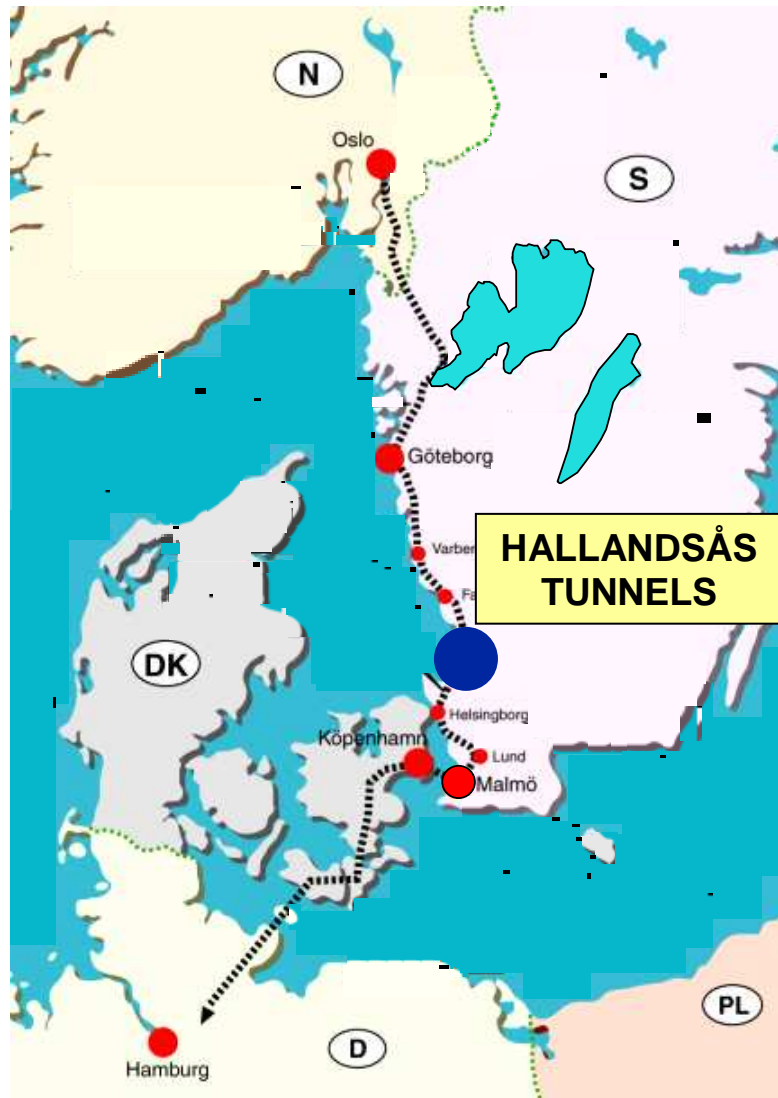 N
Oslo
S
Göteborg
HALLANDSÅS
TUNNELS
DK
Helsingborg
Köpenhamn
Lund
Malmö
PL
D
Hamburg